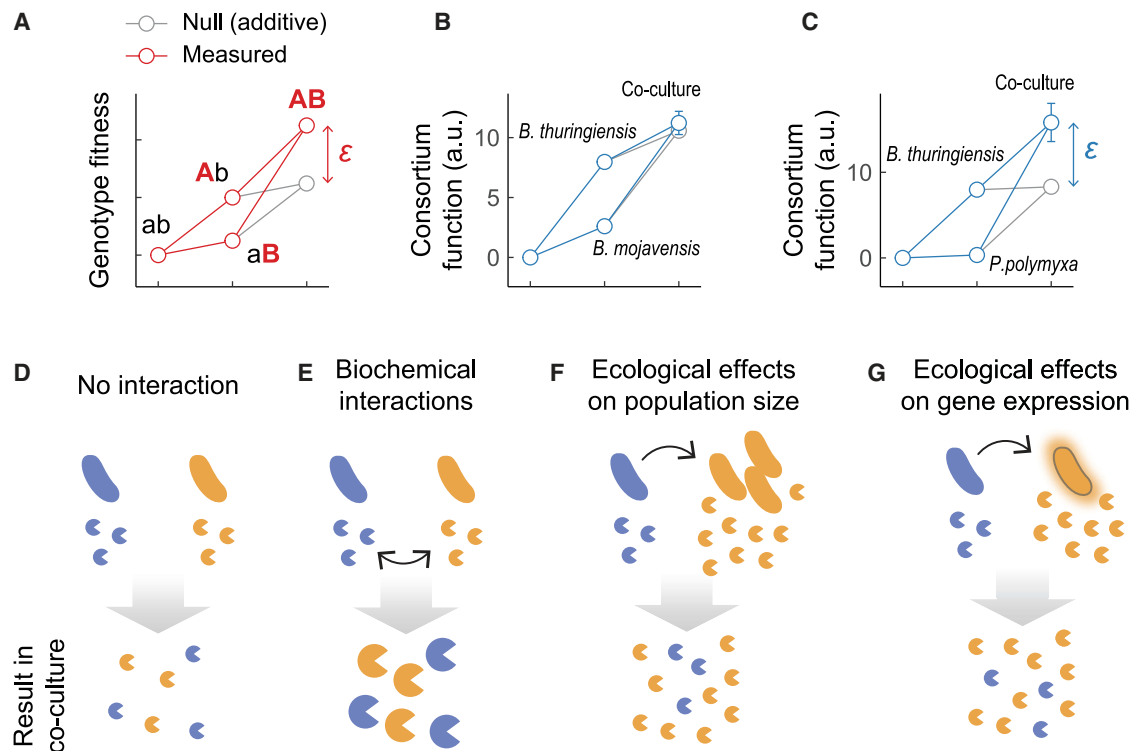 A
Null (additive)
Measured
Genotype fitness
ab
Ab
aB
AB
ε
B
Consortium
function (a.u.)
10
5
0
B. thuringiensis
Co-culture
B. mojavensis
C
Consortium
function (a.u.)
10
0
B. thuringiensis
Co-culture
ε
P.polymyxa
D
No interaction
E
Biochemical
interactions
F
Ecological effects
on population size
G
Ecological effects
on gene expression
Result in
co-culture